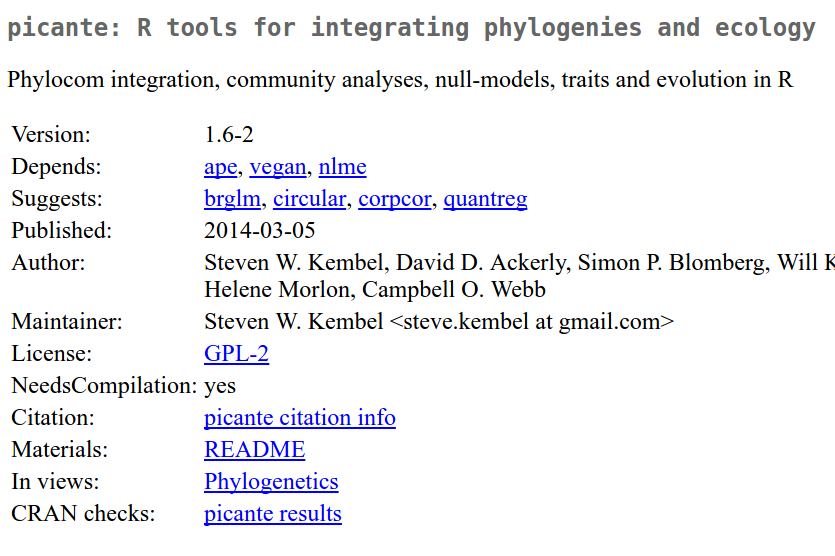 picante: R tools for integrating phylogenies and ecology
Phylocom integration, community analyses, null-models, traits and evolution in R
Version: 1.6-2
Depends: ape, vegan, nlme
Suggests: brglm, circular, corpcor, quantreg
Published: 2014-03-05
Author: Steven W. Kembel, David D. Ackerly, Simon P. Blomberg, Will
Helene Morlon, Campbell O. Webb
Maintainer: Steven W. Kembel <steve.kembel at gmail.com>
License: GPL-2
NeedsCompilation: yes
Citation: picante citation info
Materials: README
In views: Phylogenetics
CRAN checks: picante results